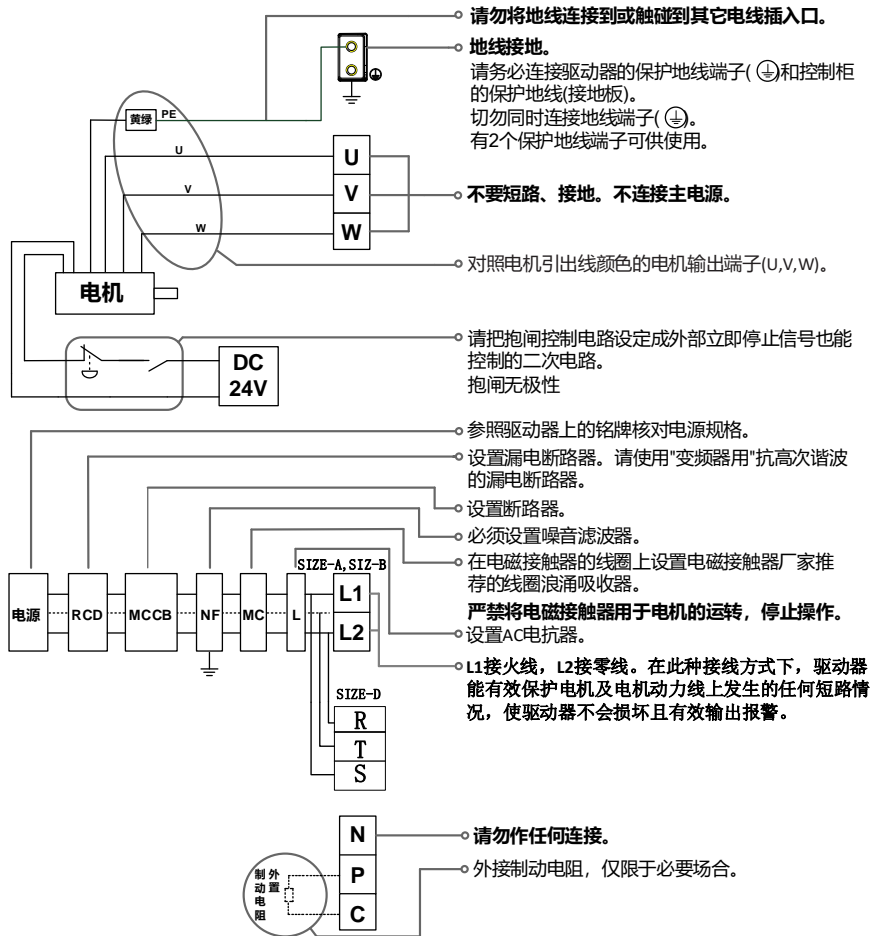 请勿将地线连接到或触碰到其它电线插入口。
地线接地。
请务必连接驱动器的保护地线端子( )和控制柜
的保护地线(接地板)。
切勿同时连接地线端子( )。
有2个保护地线端子可供使用。
黄绿
PE
U
V
W
U
V
W
不要短路、接地。不连接主电源。
对照电机引出线颜色的电机输出端子(U,V,W)。
电机
DC
24V
请把抱闸控制电路设定成外部立即停止信号也能
控制的二次电路。
抱闸无极性
参照驱动器上的铭牌核对电源规格。
设置漏电断路器。请使用"变频器用"抗高次谐波
的漏电断路器。
设置断路器。
必须设置噪音滤波器。
在电磁接触器的线圈上设置电磁接触器厂家推
荐的线圈浪涌吸收器。
严禁将电磁接触器用于电机的运转，停止操作。
设置AC电抗器。
SIZE-A,SIZ-B
电源
RCD
MCCB
NF
MC
L
L1
L2
L1接火线，L2接零线。在此种接线方式下，驱动器
能有效保护电机及电机动力线上发生的任何短路情
况，使驱动器不会损坏且有效输出报警。
SIZE-D
R
T
S
N
P
C
请勿作任何连接。
外接制动电阻，仅限于必要场合。
外置
制动电阻